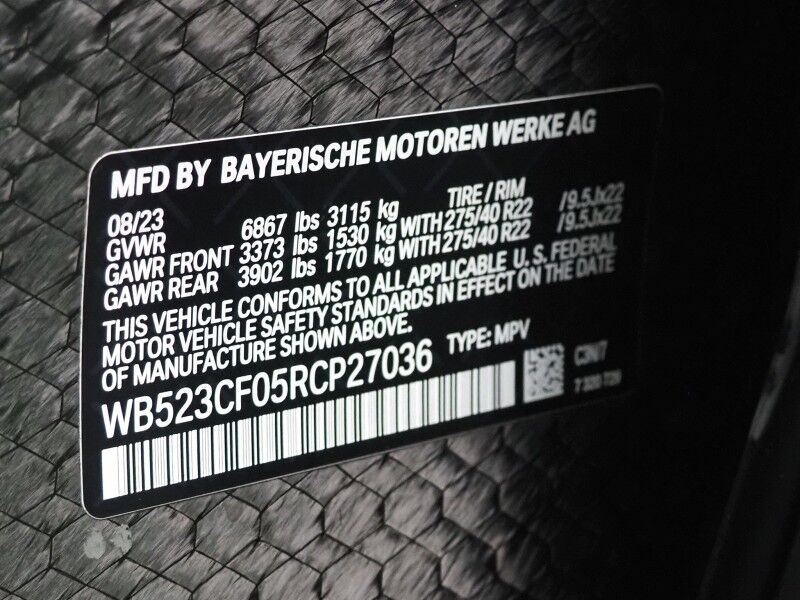 MFD BY BAYERISCHE MOTOREN WERKE AG
08/23 TIRE / RIM
GVWR 6867 lbs 3115 kg
GAWR FRONT 3373 lbs 1530 kg WITH 275/40 R22 /9.5Jx22
GAWR REAR 3902 lbs 1770 kg WITH 275/40 R22 /9.5Jx22
THIS VEHICLE CONFORMS TO ALL APPLICABLE U. S. FEDERAL
MOTOR VEHICLE SAFETY STANDARDS IN EFFECT ON THE DATE
OF MANUFACTURE SHOWN ABOVE.
WB523CF05RCP27036 TYPE: MPV